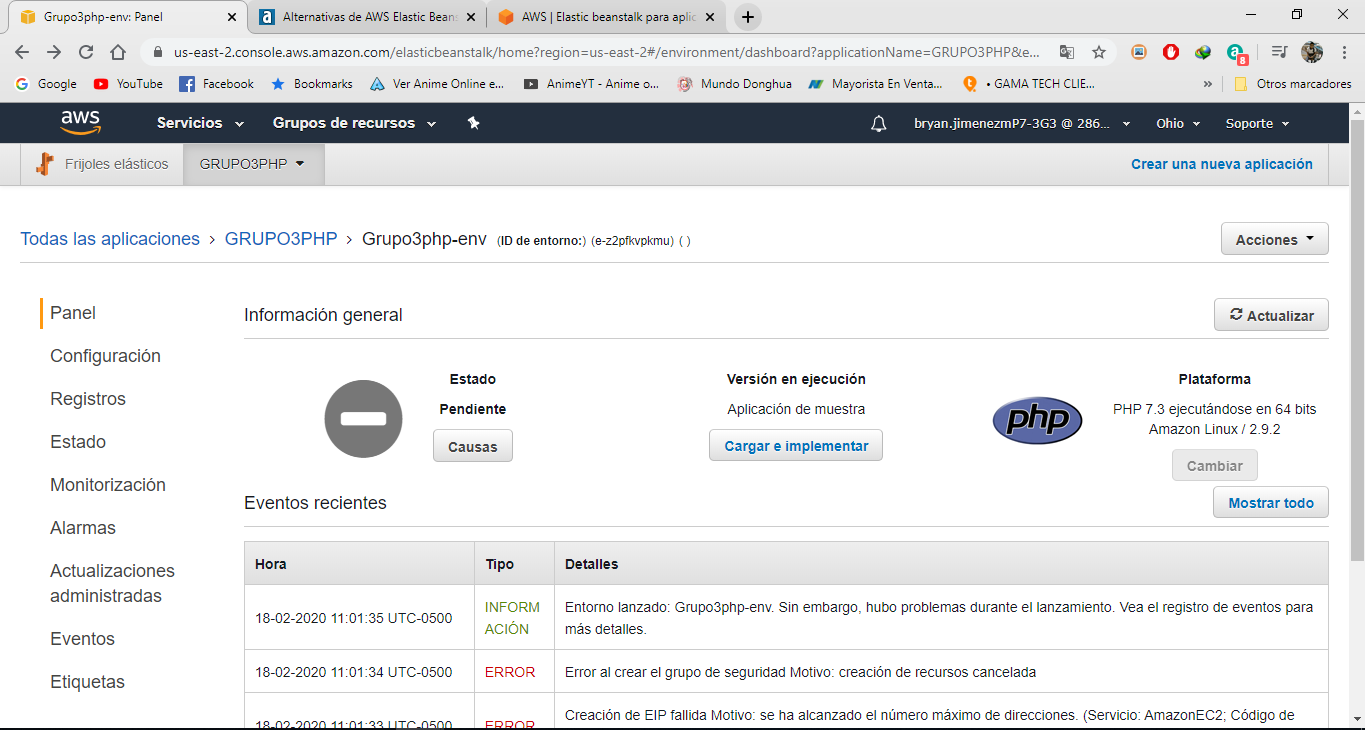 Grupo3php-env: Panel
Alternativas de AWS Elastic Bean
AWS | Elastic beanstalk para aplic
us-east-2.console.aws.amazon.com/elasticbeanstalk/home?region=us-east-2#/environment/dashboard?applicationName=GRUPO3PHP&e...
8
Google
YouTube
Facebook
Bookmarks
Ver Anime Online e...
AnimeYT - Anime o...
Mundo Donghua
Mayorista En Venta...
• GAMA TECH CLIE...
»
Otros marcadores
aws
Servicios
Grupos de recursos
bryan.jimenezmP7-3G3 @ 286...
Ohio
Soporte
Frijoles elásticos
GRUPO3PHP
Crear una nueva aplicación
Todas las aplicaciones › GRUPO3PHP › Grupo3php-env (ID de entorno:) (e-z2pfkvpkmu) ( )
Acciones
Panel
Configuración
Registros
Estado
Monitorización
Alarmas
Actualizaciones
administradas
Eventos
Etiquetas
Información general
Actualizar
Estado
Pendiente
Causas
Versión en ejecución
Aplicación de muestra
Cargar e implementar
php
Plataforma
PHP 7.3 ejecutándose en 64 bits
Amazon Linux / 2.9.2
Cambiar
Eventos recientes
Mostrar todo
Hora
Tipo
Detalles
18-02-2020 11:01:35 UTC-0500
INFORM
ACIÓN
Entorno lanzado: Grupo3php-env. Sin embargo, hubo problemas durante el lanzamiento. Vea el registro de eventos para
más detalles.
18-02-2020 11:01:34 UTC-0500
ERROR
Error al crear el grupo de seguridad Motivo: creación de recursos cancelada
18-02-2020 11:01:33 UTC-0500
ERROR
Creación de EIP fallida Motivo: se ha alcanzado el número máximo de direcciones. (Servicio: AmazonEC2; Código de